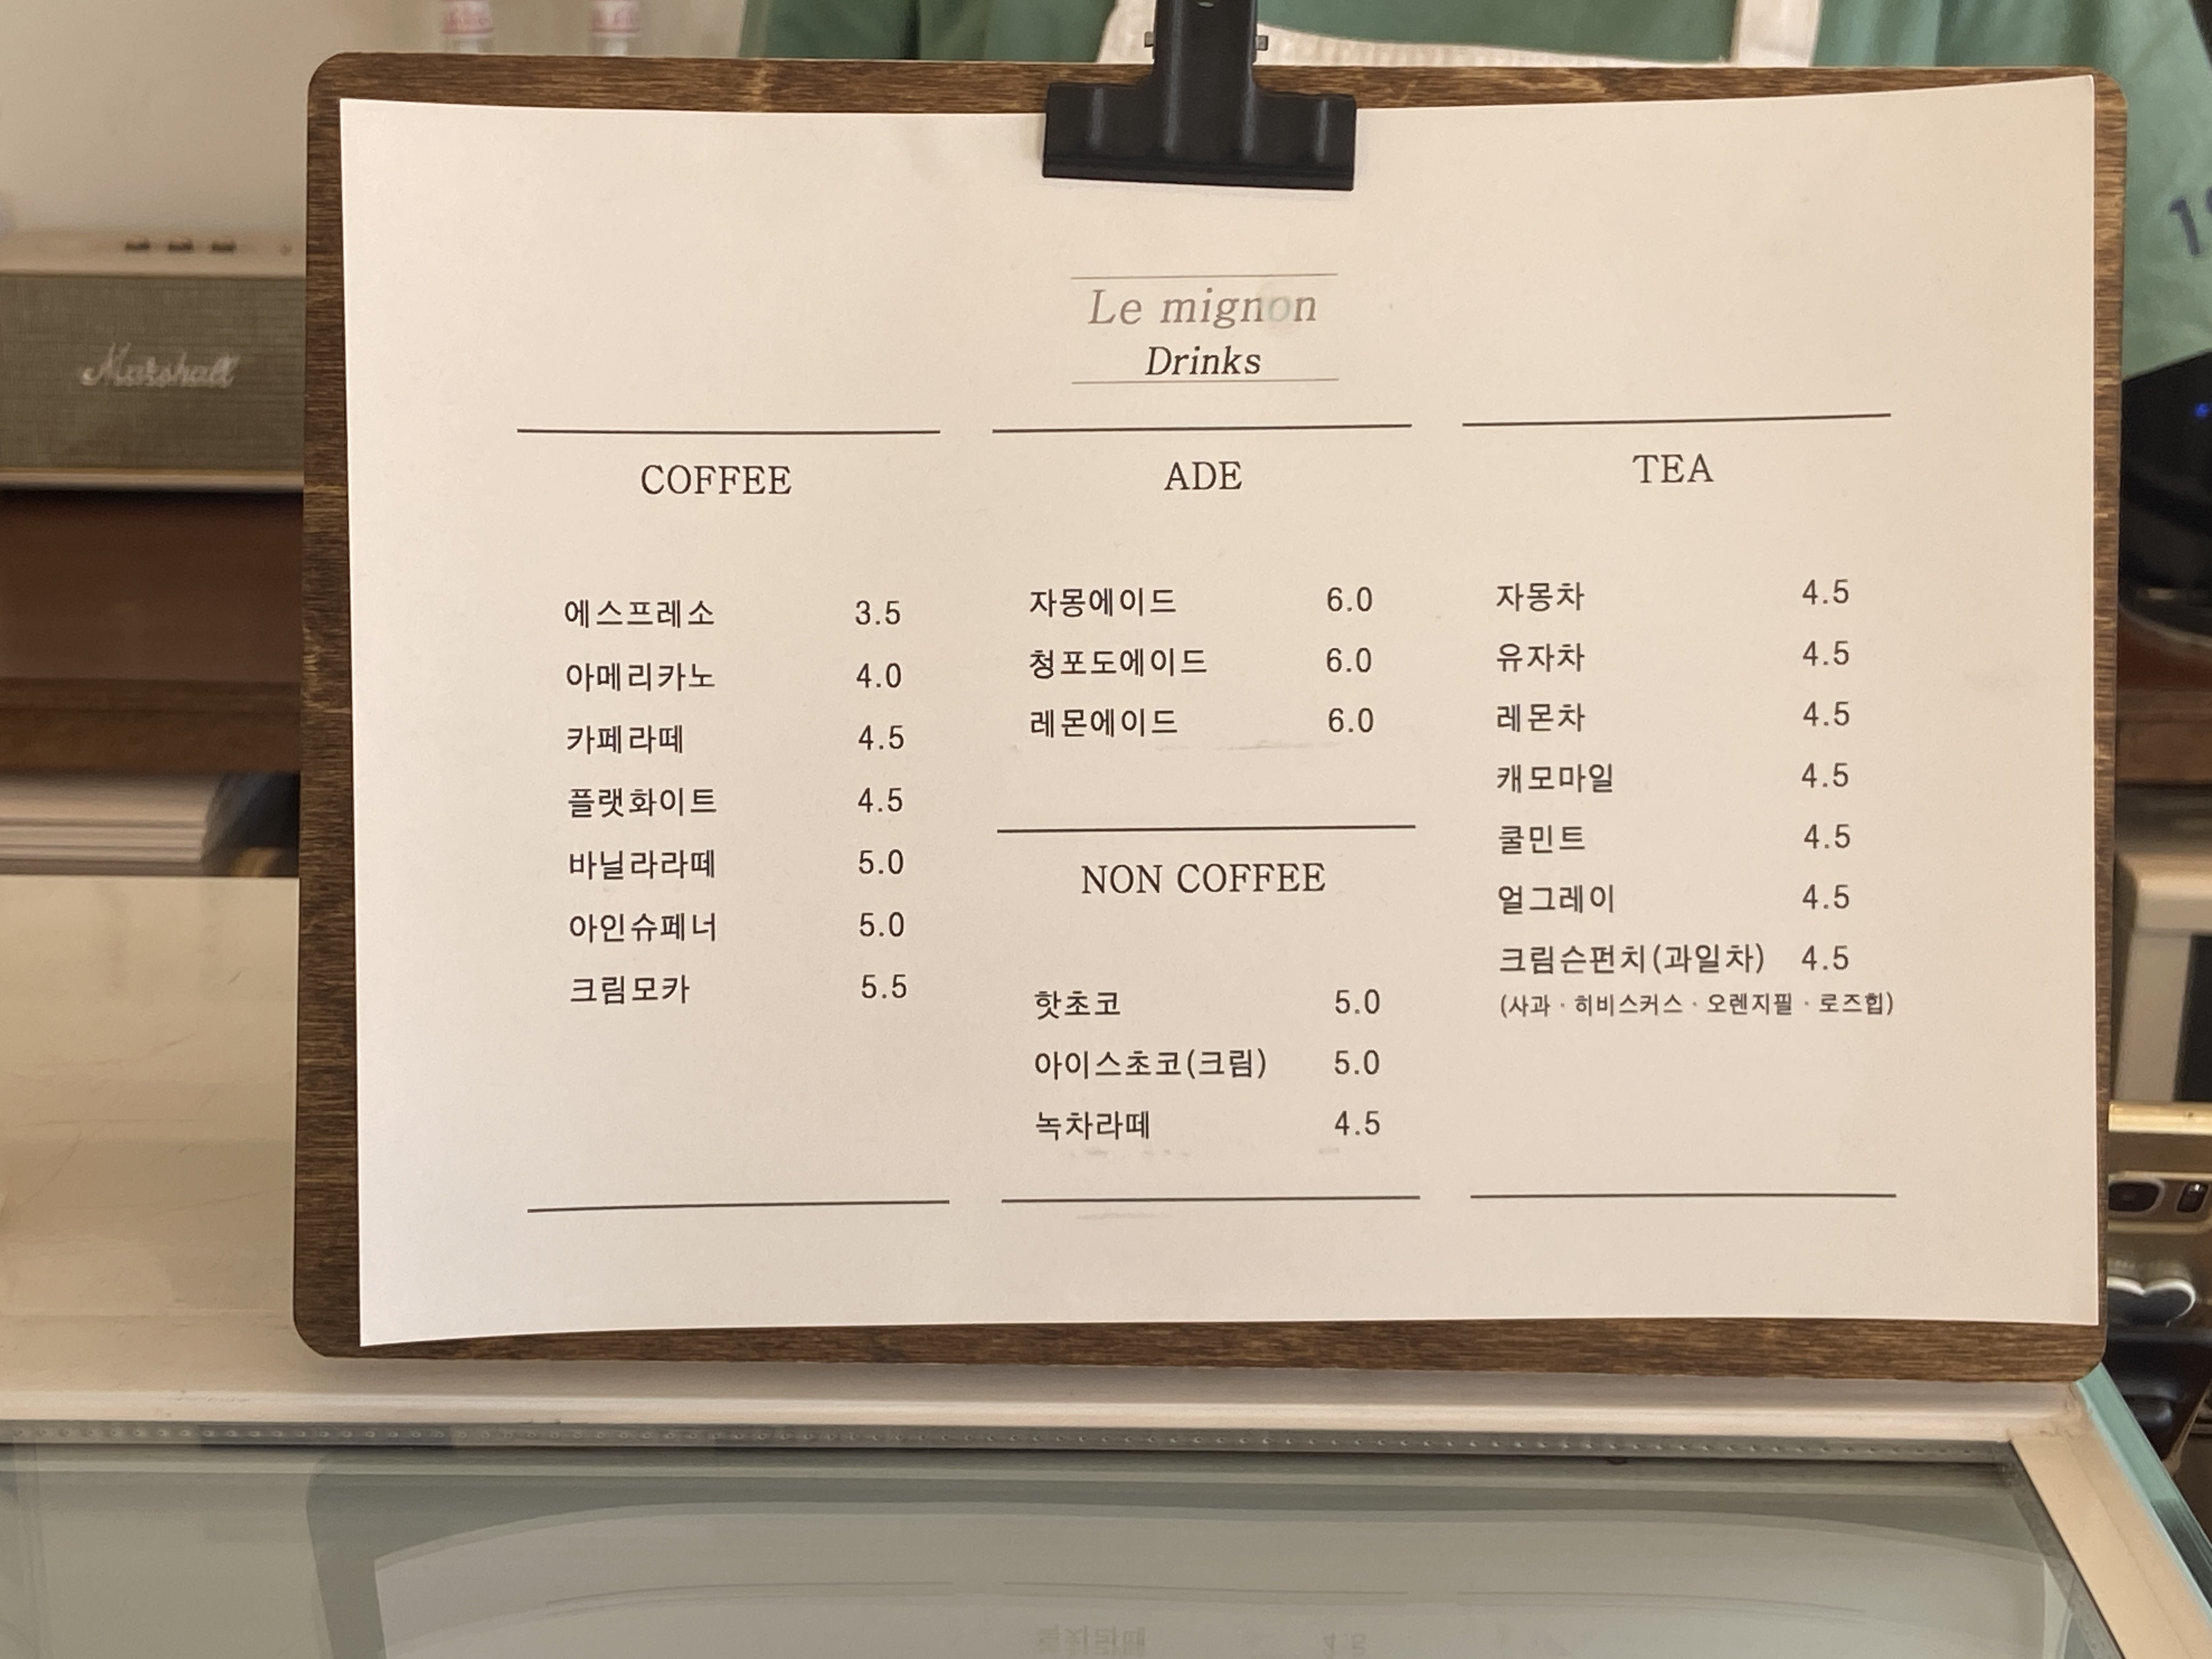 Le mignon
Drinks
COFFEE
에스프레소 3.5
아메리카노 4.0
카페라떼 4.5
플랫화이트 4.5
바닐라라떼 5.0
아인슈페너 5.0
크림모카 5.5
ADE
자몽에이드 6.0
청포도에이드 6.0
레몬에이드 6.0
NON COFFEE
핫초코 5.0
아이스초코(크림) 5.0
녹차라떼 4.5
TEA
자몽차 4.5
유자차 4.5
레몬차 4.5
캐모마일 4.5
쿨민트 4.5
얼그레이 4.5
크림슨펀치(과일차) 4.5
(사과 · 히비스커스 · 오렌지필 · 로즈힙)
Marshall